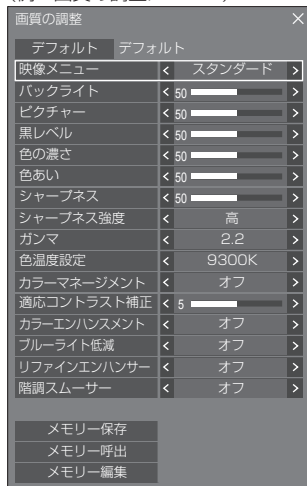 画質の調整 ×
デフォルト デフォルト
映像メニュー < スタンダード >
バックライト < 50 >
ピクチャー < 50 >
黒レベル < 50 >
色の濃さ < 50 >
色あい < 50 >
シャープネス < 50 >
シャープネス強度 < 高 >
ガンマ < 2.2 >
色温度設定 < 9300K >
カラーマネージメント < オフ >
適応コントラスト補正 < 5 >
カラーエンハンスメント < オフ >
ブルーライト低減 < オフ >
リファインエンハンサー < オフ >
階調スムーサー < オフ >
メモリー保存
メモリー呼出
メモリー編集